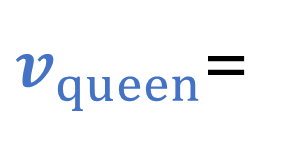 v_queen =